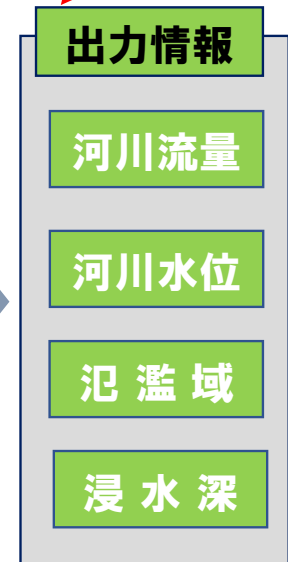 出力情報
河川流量
河川水位
氾 濫 域
浸 水 深